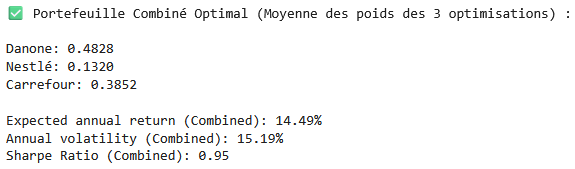 ✅ Portefeuille Combiné Optimal (Moyenne des poids des 3 optimisations) :
Danone: 0.4828
Nestlé: 0.1320
Carrefour: 0.3852
Expected annual return (Combined): 14.49%
Annual volatility (Combined): 15.19%
Sharpe Ratio (Combined): 0.95